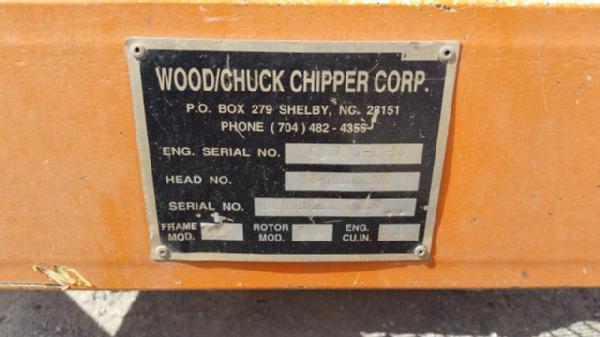 WOOD/CHUCK CHIPPER CORP.
P.O. BOX 279 SHELBY, NC. 28151
PHONE (704) 482-4356
ENG. SERIAL NO.
HEAD NO.
SERIAL NO.
FRAME MOD. ROTOR MOD. ENG. CU.IN.